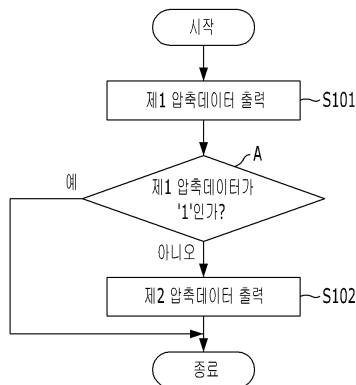 시작
제1 압축데이터 출력
S101
A
제1 압축데이터가
'1'인가?
예
아니오
제2 압축데이터 출력
S102
종료